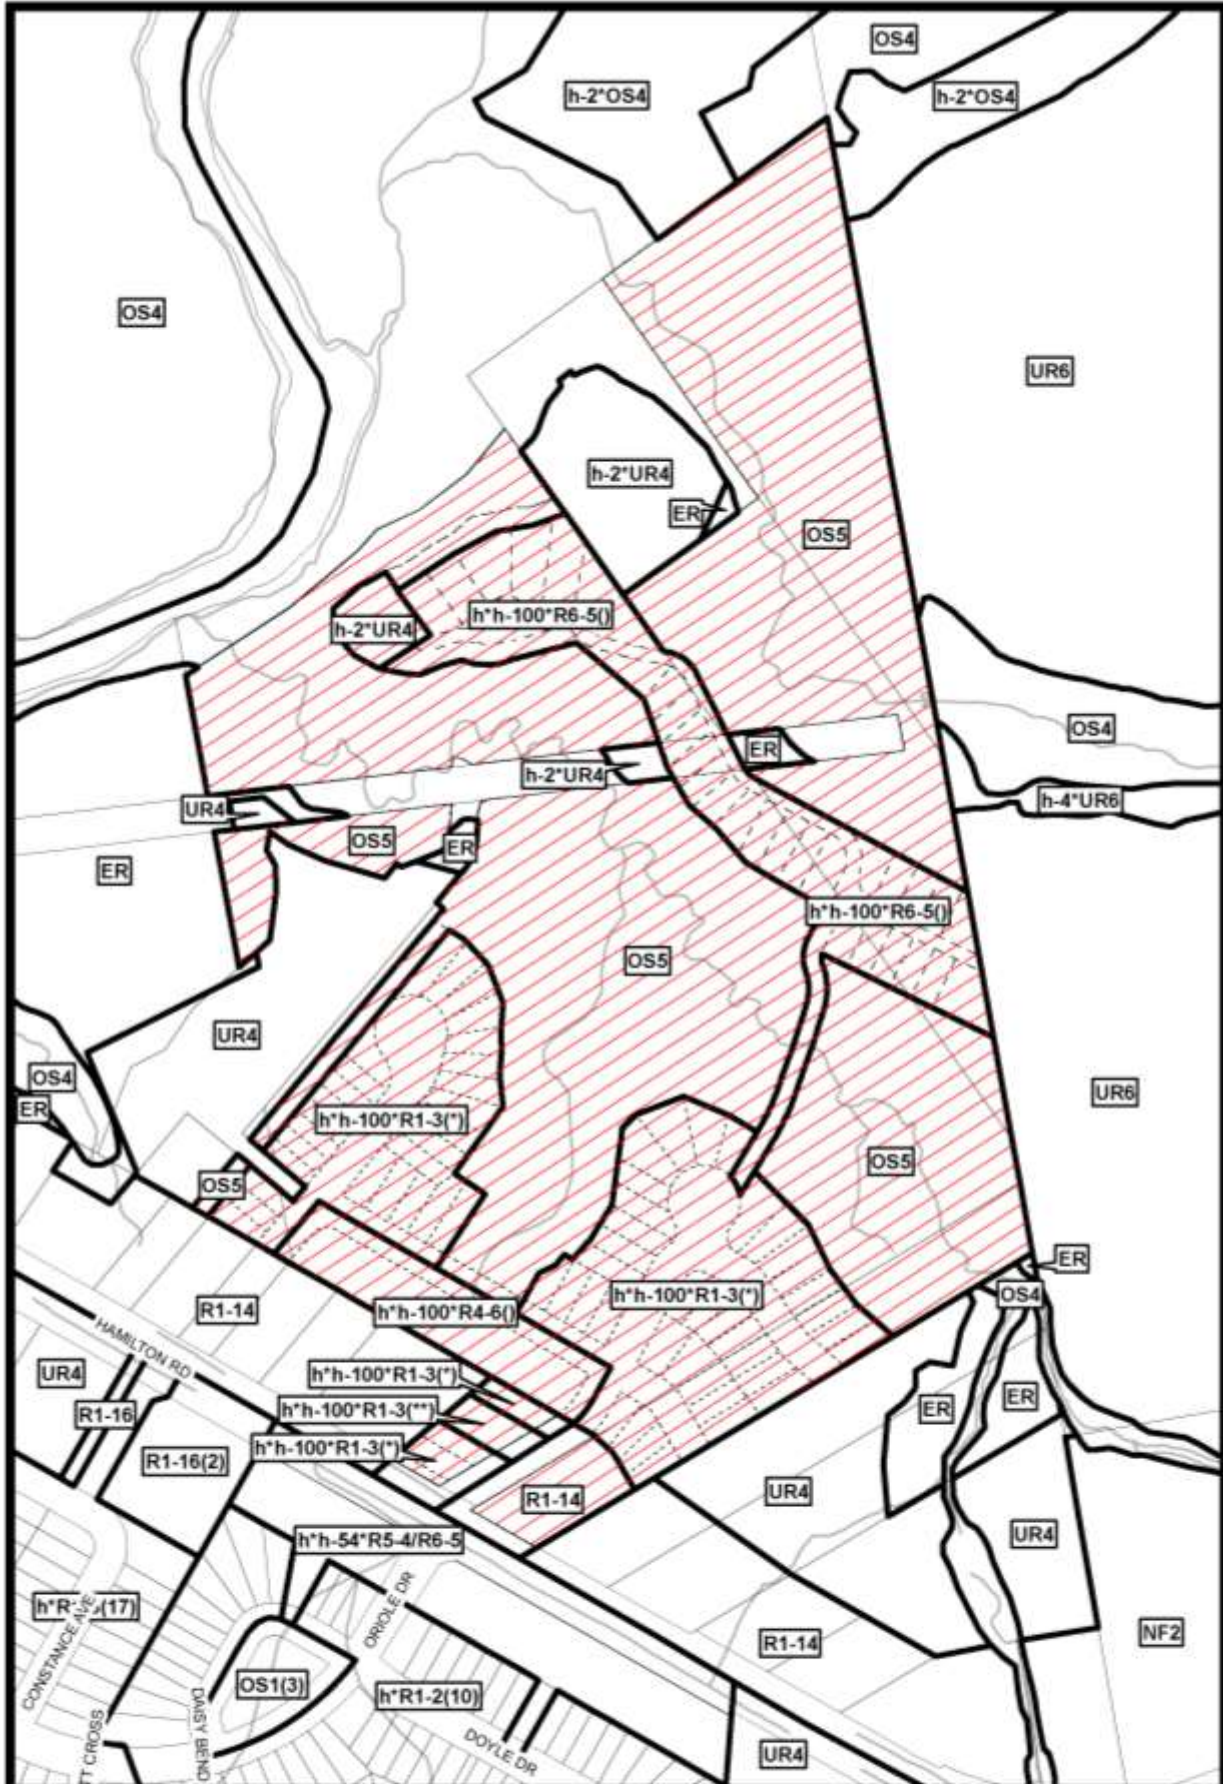 OS4
h-2*OS4
h-2*OS4
OS4
UR6
h-2*UR4
ER
OS5
h*h-100*R6-5()
h-2*UR4
OS4
ER
h-2*UR4
h-4*UR6
UR4
OS5
ER
ER
h*h-100*R6-5()
OS5
UR4
OS4
UR6
ER
h*h-100*R1-3(*)
OS5
OS5
ER
h*h-100*R1-3(*)
OS4
R1-14
h*h-100*R4-6()
HAMILTON RD
UR4
h*h-100*R1-3(*)
ER
ER
h*h-100*R1-3(**)
R1-16
h*h-100*R1-3(*)
R1-16(2)
UR4
R1-14
UR4
h*h-54*R5-4/R6-5
ORIOLE DR
(17)
CONSTANCE AVE
NF2
R1-14
OS1(3)
h*R1-2(10)
DAISY BEND
DOYLE DR
CROSS
UR4